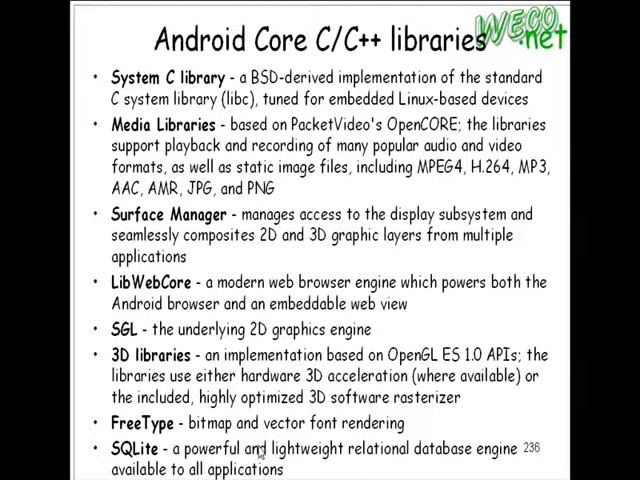 WECO
.net
Android Core C/C++ libraries
• System C library - a BSD-derived implementation of the standard
C system library (libc), tuned for embedded Linux-based devices
• Media Libraries - based on PacketVideo's OpenCORE; the libraries
support playback and recording of many popular audio and video
formats, as well as static image files, including MPEG4, H.264, MP3,
AAC, AMR, JPG, and PNG
• Surface Manager - manages access to the display subsystem and
seamlessly composites 2D and 3D graphic layers from multiple
applications
• LibWebCore - a modern web browser engine which powers both the
Android browser and an embeddable web view
• SGL - the underlying 2D graphics engine
• 3D libraries - an implementation based on OpenGL ES 1.0 APIs; the
libraries use either hardware 3D acceleration (where available) or
the included, highly optimized 3D software rasterizer
• FreeType - bitmap and vector font rendering
• SQLite - a powerful and lightweight relational database engine 236
available to all applications